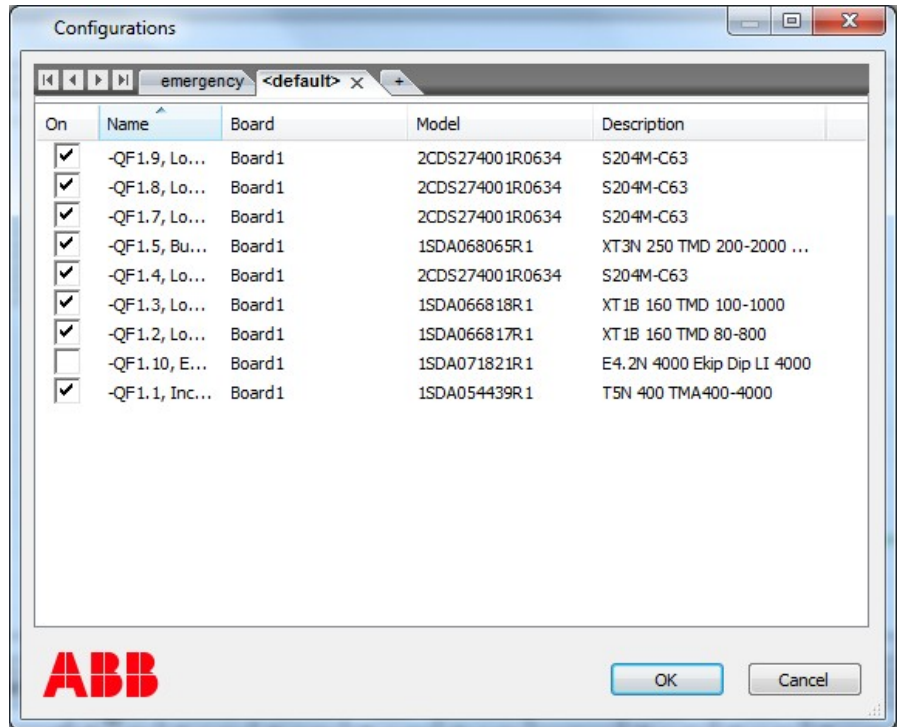 Configurations
emergency <default> +
On Name Board Model Description
-QF1.9, Lo... Board1 2CDS274001R0634 S204M-C63
-QF1.8, Lo... Board1 2CDS274001R0634 S204M-C63
-QF1.7, Lo... Board1 2CDS274001R0634 S204M-C63
-QF1.5, Bu... Board1 1SDA068065R1 XT3N 250 TMD 200-2000 ...
-QF1.4, Lo... Board1 2CDS274001R0634 S204M-C63
-QF1.3, Lo... Board1 1SDA066818R1 XT1B 160 TMD 100-1000
-QF1.2, Lo... Board1 1SDA066817R1 XT1B 160 TMD 80-800
-QF1.10, E... Board1 1SDA071821R1 E4.2N 4000 Ekip Dip LI 4000
-QF1.1, Inc... Board1 1SDA054439R1 T5N 400 TMA400-4000
ABB OK Cancel